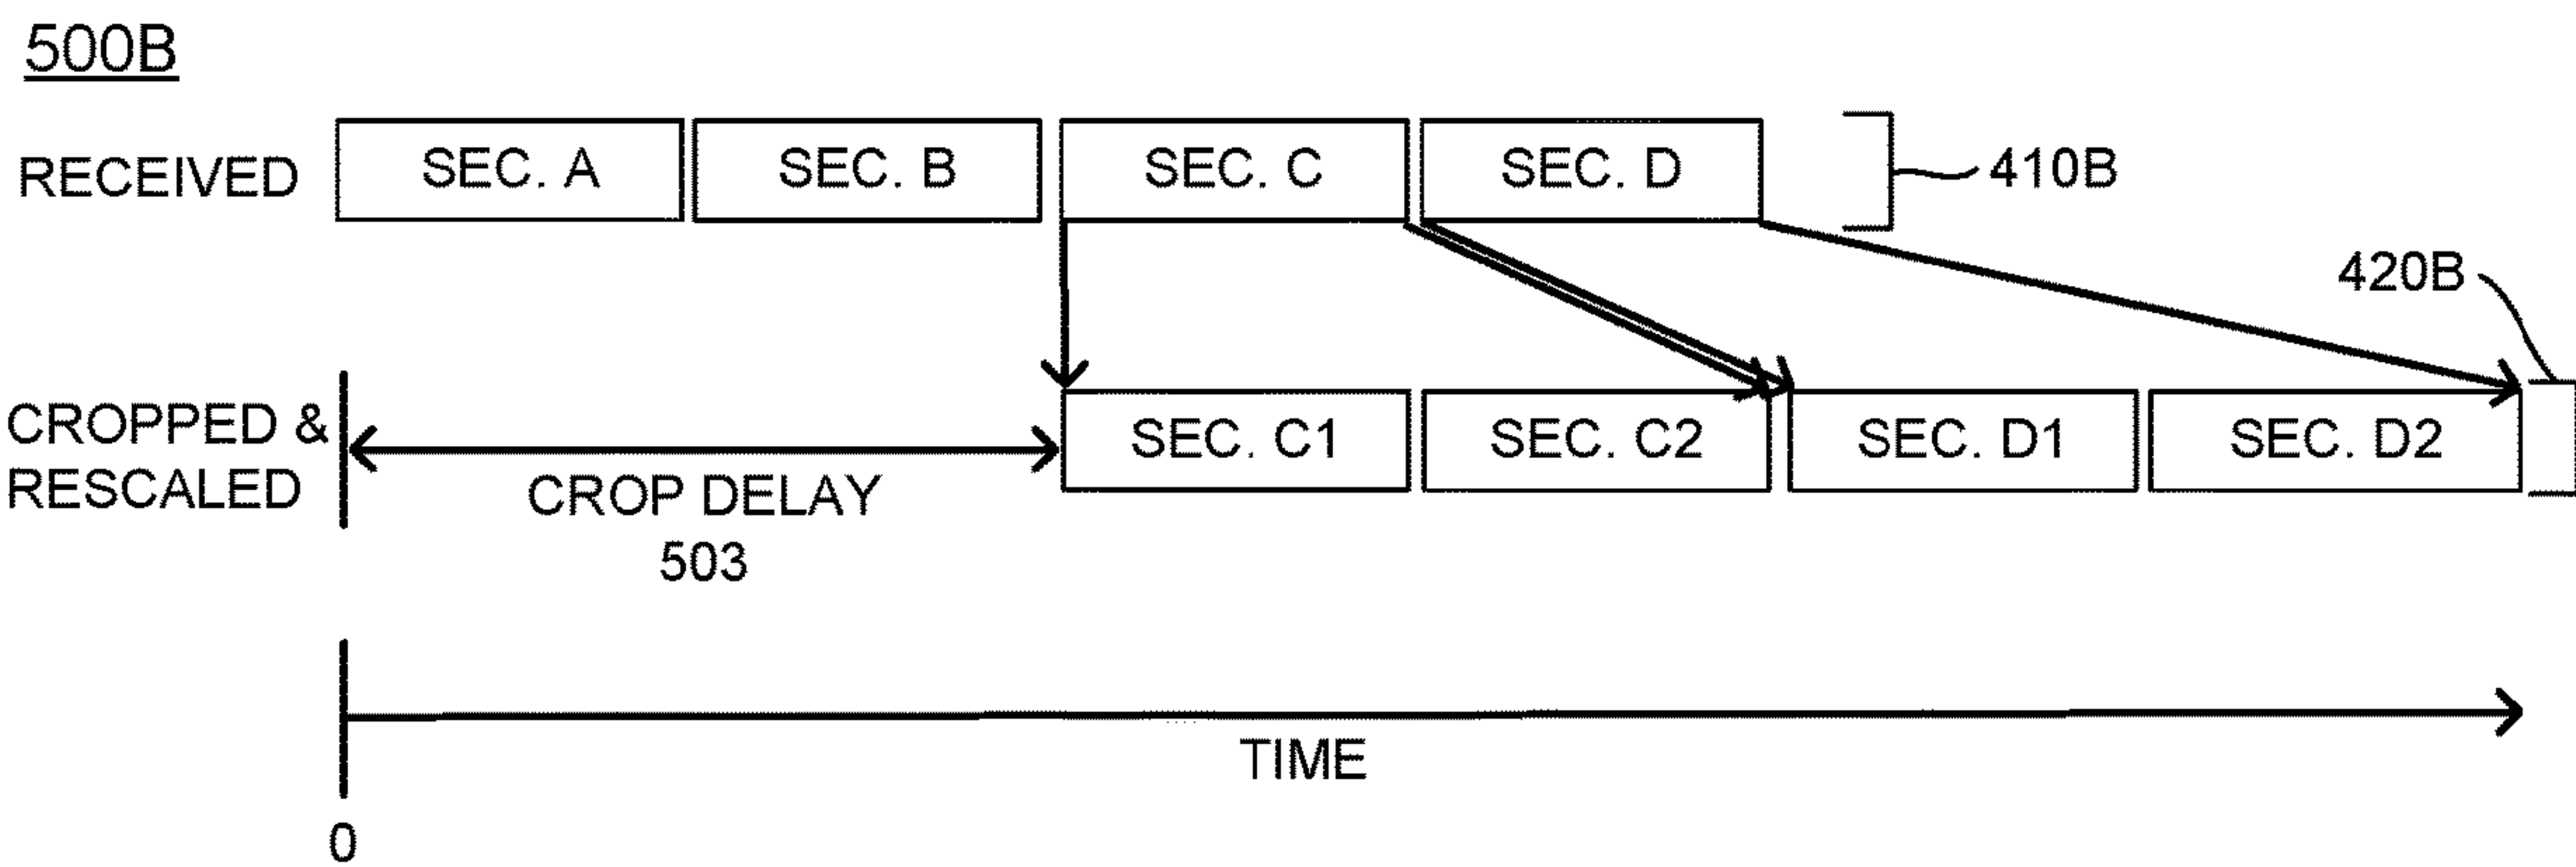 500B
RECEIVED
SEC. A
SEC. B
SEC. C
SEC. D
410B
420B
CROPPED &
RESCALED
CROP DELAY
503
SEC. C1
SEC. C2
SEC. D1
SEC. D2
TIME
0